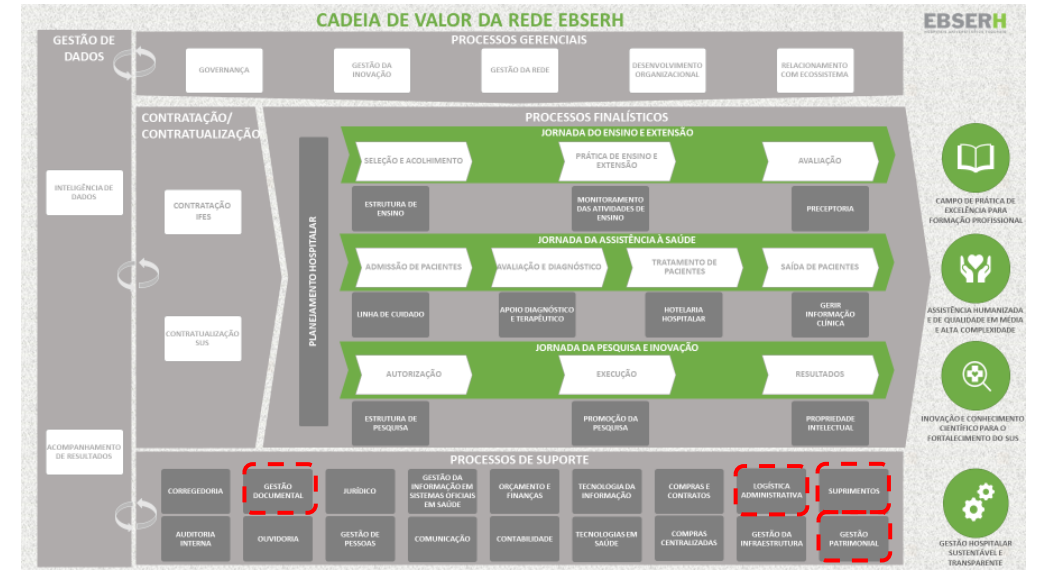 CADEIA DE VALOR DA REDE EBSERH
EBSERH
GESTÃO DE
DADOS
INTELIGÊNCIA DE
DADOS
ACOMPANHAMENTO
DE RESULTADOS
PROCESSOS GERENCIAIS
GOVERNANÇA
GESTÃO DA
INOVAÇÃO
GESTÃO DA REDE
DESENVOLVIMENTO
ORGANIZACIONAL
RELACIONAMENTO
COM ECOSSISTEMA
CONTRATAÇÃO/
CONTRATUALIZAÇÃO
CONTRATAÇÃO
IFES
CONTRATUALIZAÇÃO
SUS
PROCESSOS FINALÍSTICOS
PLANEJAMENTO HOSPITALAR
JORNADA DO ENSINO E EXTENSÃO
SELEÇÃO E ACOLHIMENTO
PRÁTICA DE ENSINO E
EXTENSÃO
AVALIAÇÃO
ESTRUTURA DE
ENSINO
MONITORAMENTO
DAS ATIVIDADES DE
ENSINO
PRECEPTORIA
JORNADA DA ASSISTÊNCIA À SAÚDE
ADMISSÃO DE PACIENTES
AVALIAÇÃO E DIAGNÓSTICO
TRATAMENTO DE
PACIENTES
SAÍDA DE PACIENTES
LINHA DE CUIDADO
APOIO DIAGNÓSTICO
E TERAPÊUTICO
HOTELARIA
HOSPITALAR
GERIR
INFORMAÇÃO
CLÍNICA
JORNADA DA PESQUISA E INOVAÇÃO
AUTORIZAÇÃO
EXECUÇÃO
RESULTADOS
ESTRUTURA DE
PESQUISA
PROMOÇÃO DA
PESQUISA
PROPRIEDADE
INTELECTUAL
PROCESSOS DE SUPORTE
CORREGEDORIA
GESTÃO
DOCUMENTAL
JURÍDICO
GESTÃO DA
INFORMAÇÃO EM
SISTEMAS OFICIAIS
EM SAÚDE
ORÇAMENTO E
FINANÇAS
TECNOLOGIA DA
INFORMAÇÃO
COMPRAS E
CONTRATOS
LOGÍSTICA
ADMINISTRATIVA
SUPRIMENTOS
AUDITORIA
INTERNA
OUVIDORIA
GESTÃO DE
PESSOAS
COMUNICAÇÃO
CONTABILIDADE
TECNOLOGIAS EM
SAÚDE
COMPRAS
CENTRALIZADAS
GESTÃO DA
INFRAESTRUTURA
GESTÃO
PATRIMONIAL
CAMPO DE PRÁTICA DE
EXCELÊNCIA PARA
FORMAÇÃO PROFISSIONAL
ASSISTÊNCIA HUMANIZADA
E DE QUALIDADE EM MÉDIA
E ALTA COMPLEXIDADE
INOVAÇÃO E CONHECIMENTO
CIENTÍFICO PARA O
FORTALECIMENTO DO SUS
GESTÃO HOSPITALAR
SUSTENTÁVEL E
TRANSPARENTE